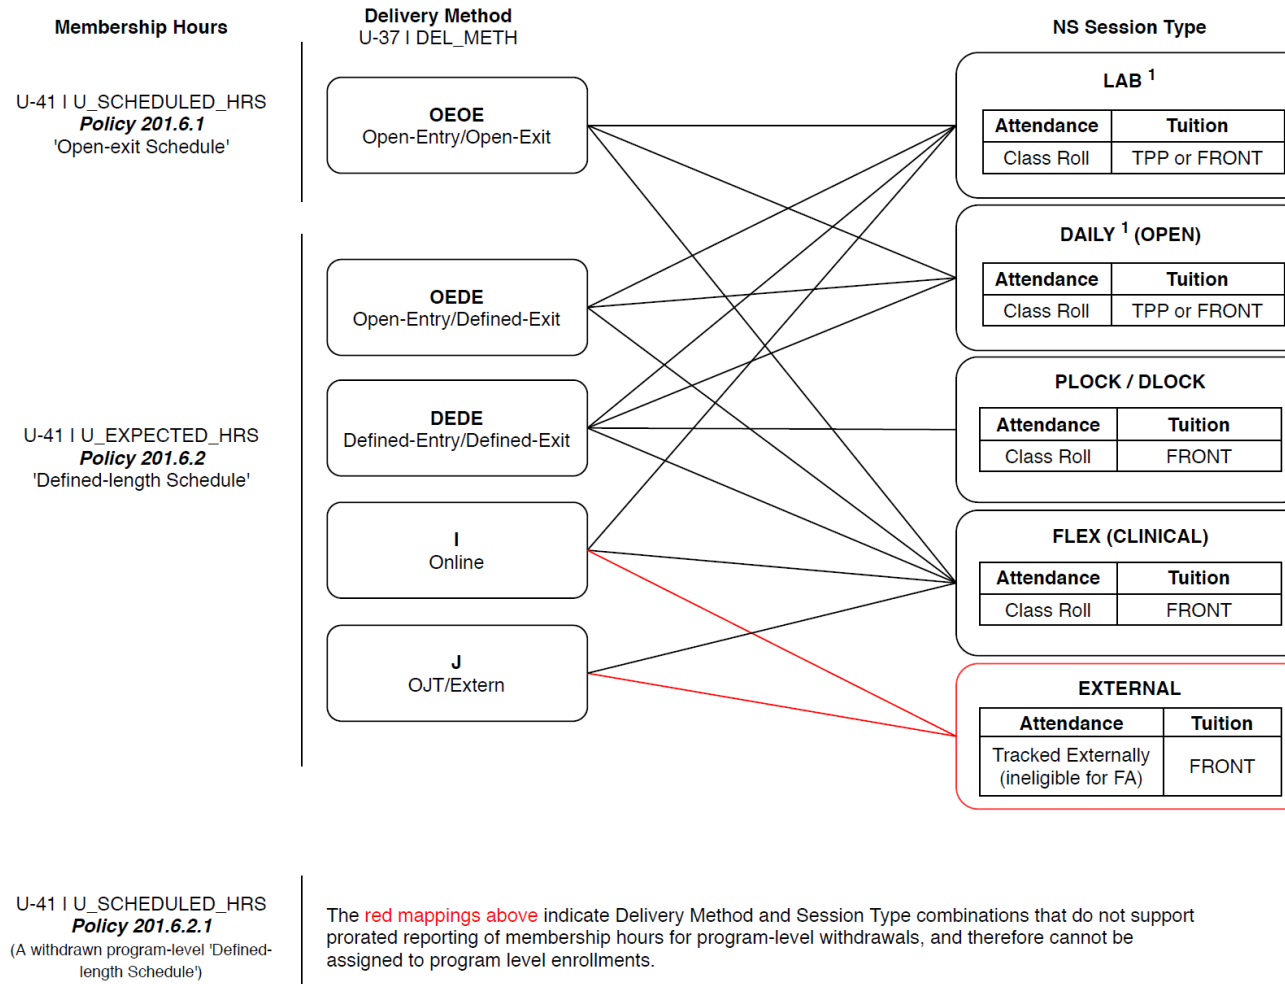 Membership Hours
Delivery Method
U-37 | DEL_METH
NS Session Type
U-41 | U_SCHEDULED_HRS
Policy 201.6.1
'Open-exit Schedule'
OEOE
Open-Entry/Open-Exit
LAB 1
Attendance Tuition
Class Roll TPP or FRONT
DAILY 1 (OPEN)
Attendance Tuition
Class Roll TPP or FRONT
U-41 | U_EXPECTED_HRS
Policy 201.6.2
'Defined-length Schedule'
OEDE
Open-Entry/Defined-Exit
DEDE
Defined-Entry/Defined-Exit
I
Online
J
OJT/Extern
PLOCK / DLOCK
Attendance Tuition
Class Roll FRONT
FLEX (CLINICAL)
Attendance Tuition
Class Roll FRONT
EXTERNAL
Attendance Tuition
Tracked Externally
(ineligible for FA)
FRONT
U-41 | U_SCHEDULED_HRS
Policy 201.6.2.1
(A withdrawn program-level 'Defined-
length Schedule')
The red mappings above indicate Delivery Method and Session Type combinations that do not support
prorated reporting of membership hours for program-level withdrawals, and therefore cannot be
assigned to program level enrollments.